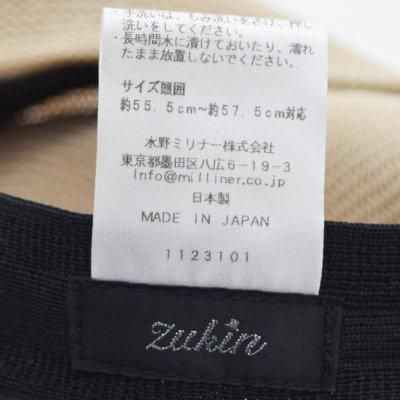 ・手洗いは、もみ洗いをさけ、押し
洗いをしてください。
・長時間水に漬けておいたり、濡れ
たまま放置しないでください。
サイズ頭囲
約55.5cm～約57.5cm対応
水野ミリナー株式会社
東京都墨田区八広6-19-3
info@milliner.co.jp
日本製
MADE IN JAPAN
1123101
zukin